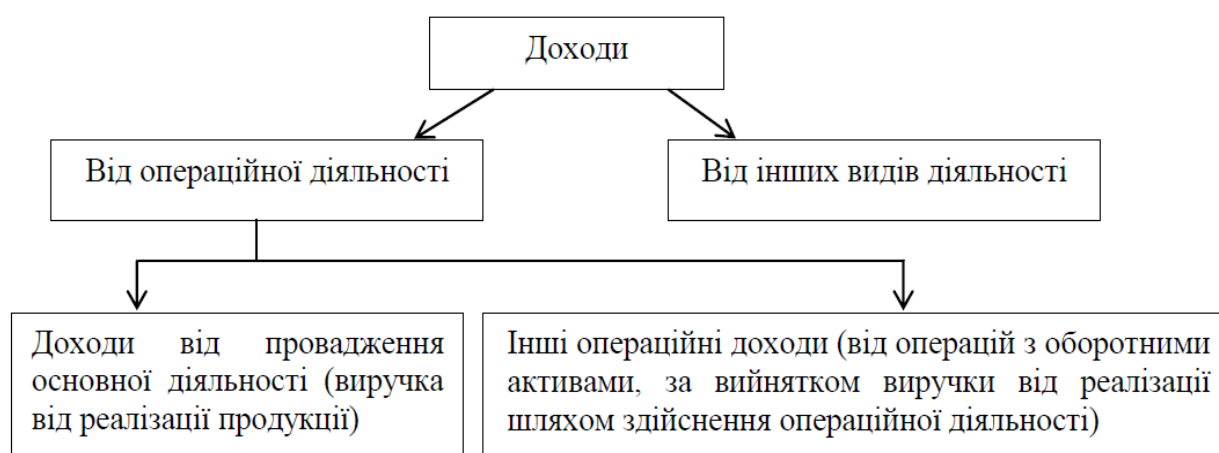 Доходи
Від операційної діяльності
Від інших видів діяльності
Доходи від провадження
основної діяльності (виручка
від реалізації продукції)
Інші операційні доходи (від операцій з оборотними
активами, за вийнятком виручки від реалізації
шляхом здійснення операційної діяльності)